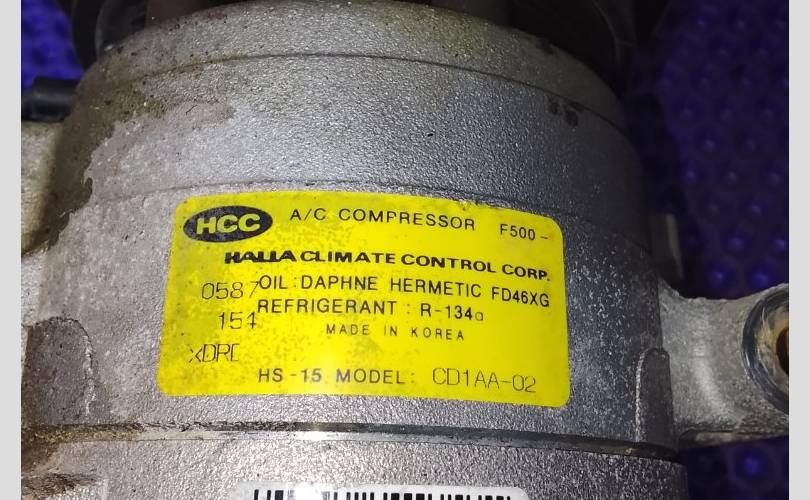 HCC A/C COMPRESSOR F500-
HALLA CLIMATE CONTROL CORP.
0587 OIL : DAPHNE HERMETIC FD46XG
REFRIGERANT : R-134a
154
MADE IN KOREA
HS -15 MODEL: CD1AA-02